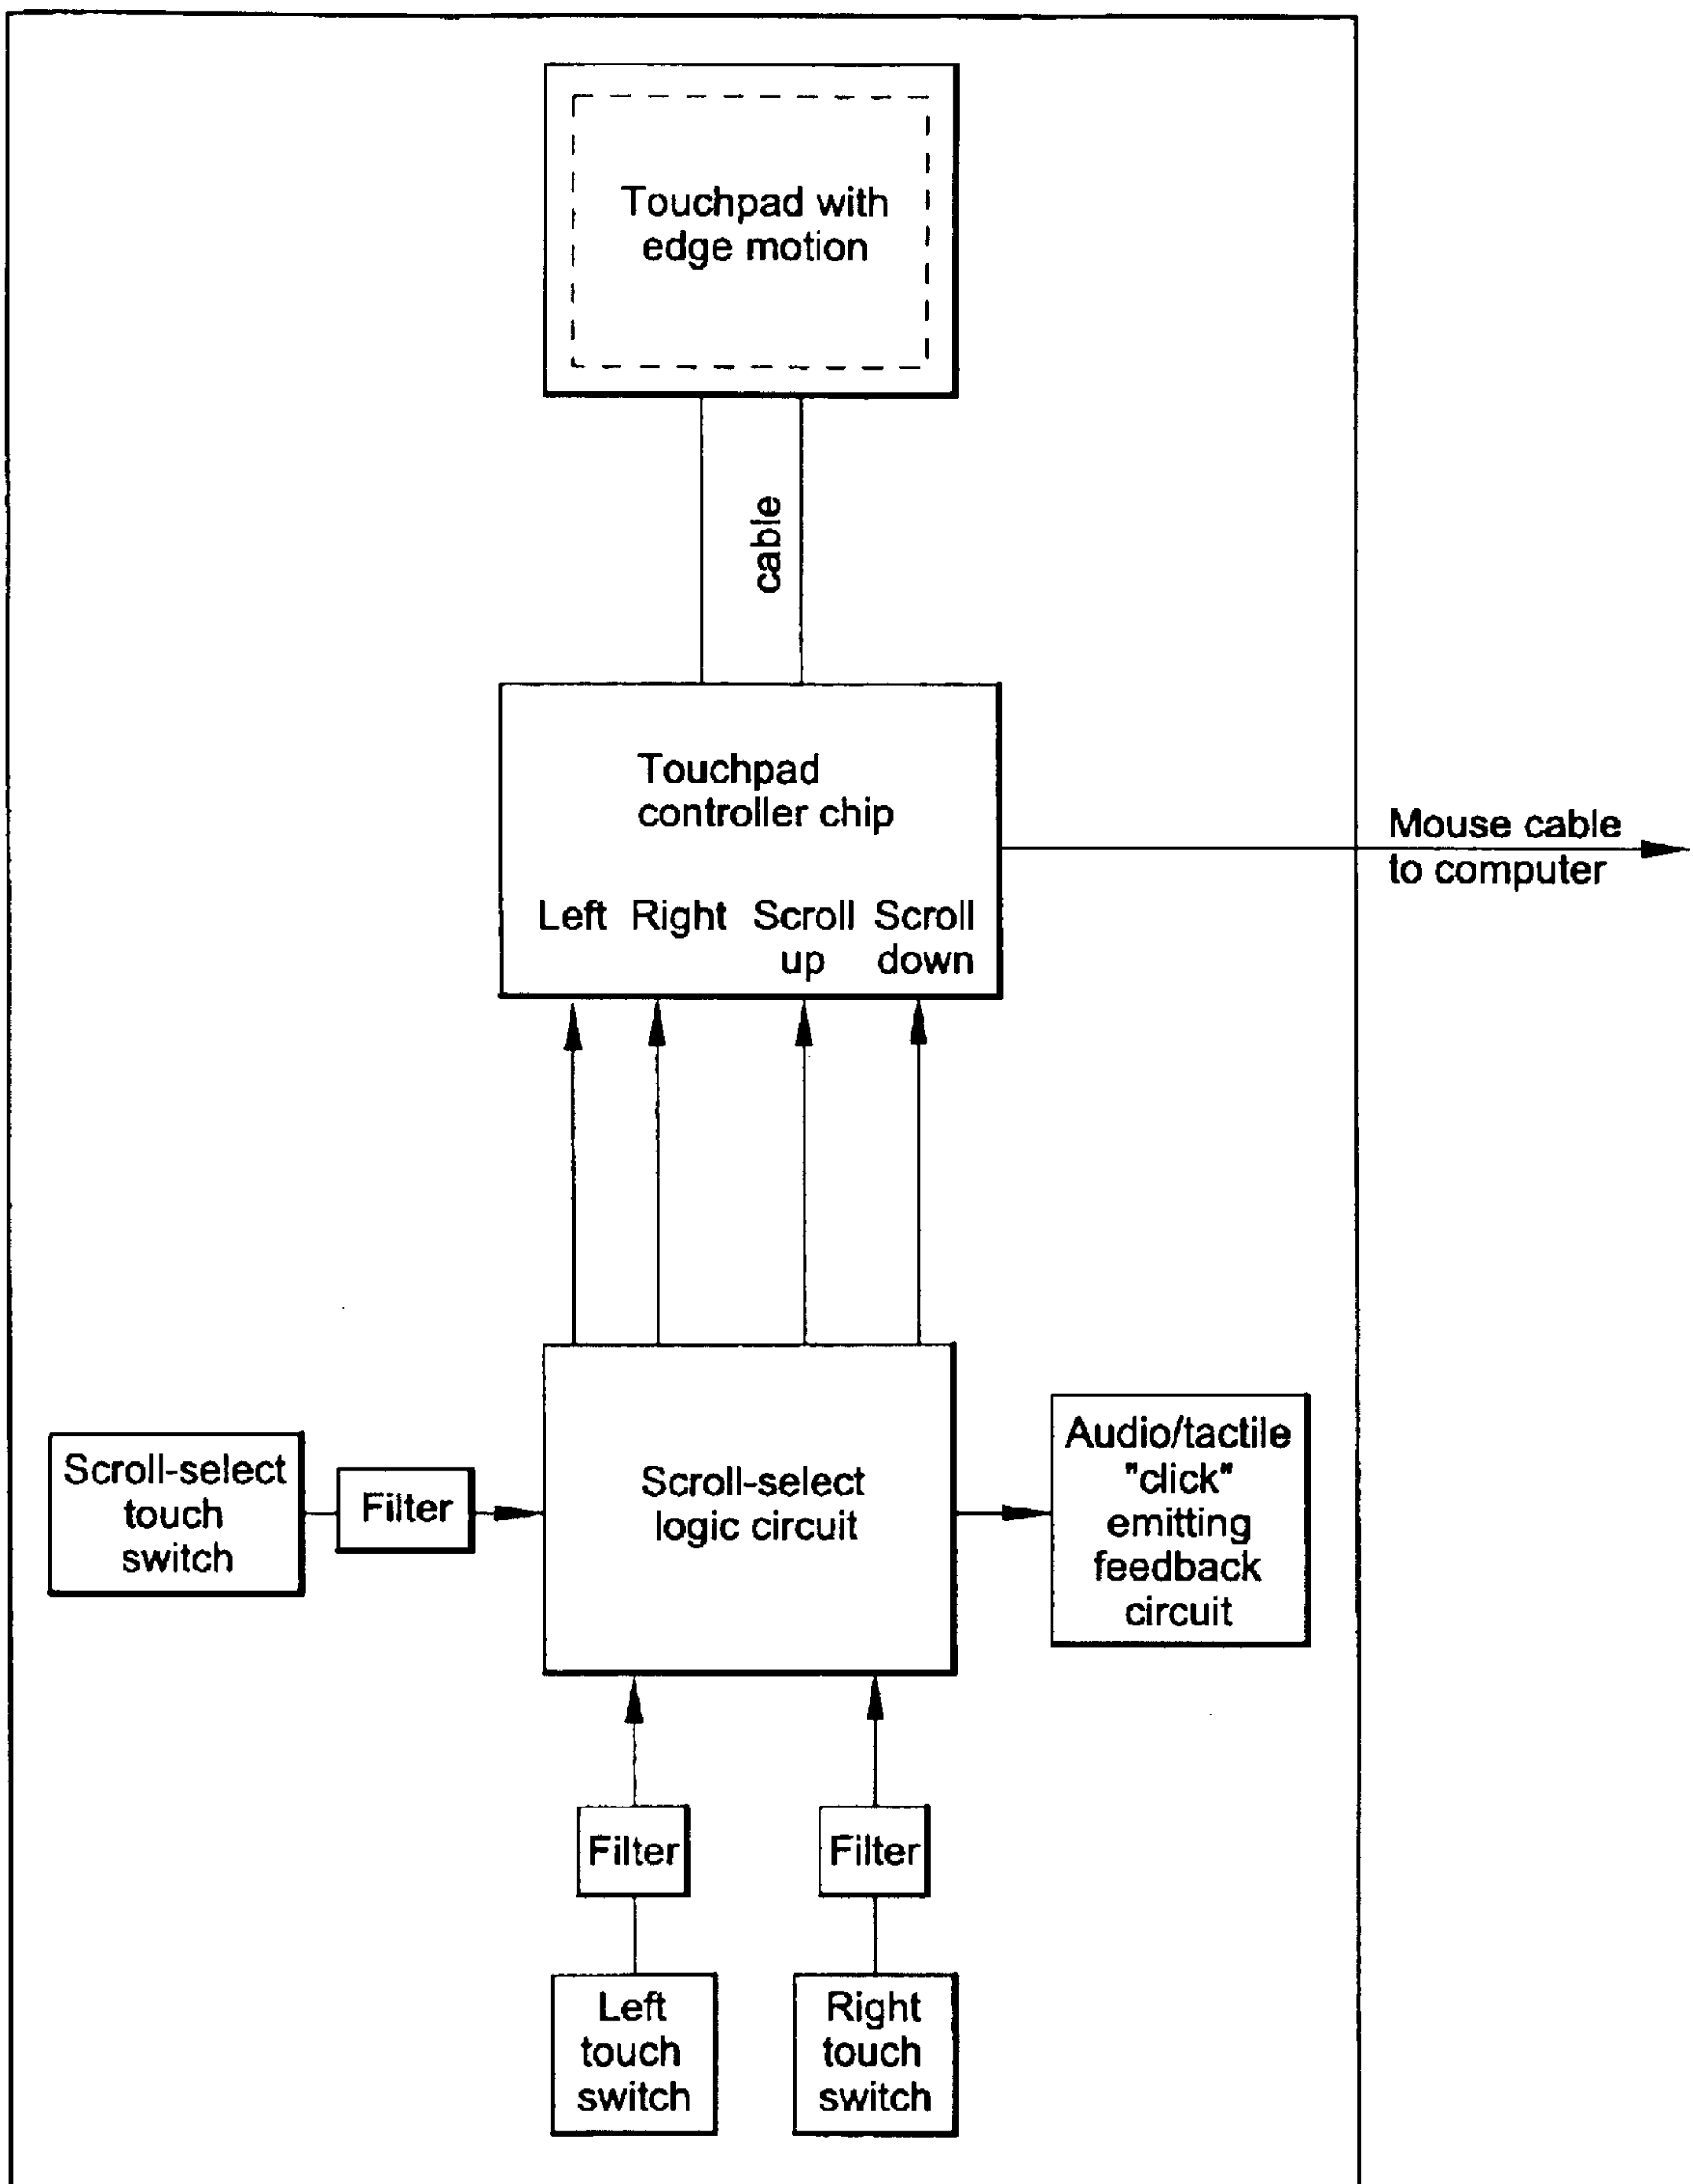 Touchpad with
edge motion
cable
Touchpad
controller chip
Mouse cable
to computer
Left Right Scroll Scroll
up down
Scroll-select
touch
switch
Filter
Scroll-select
logic circuit
Audio/tactile
"click"
emitting
feedback
circuit
Filter Filter
Left
touch
switch
Right
touch
switch